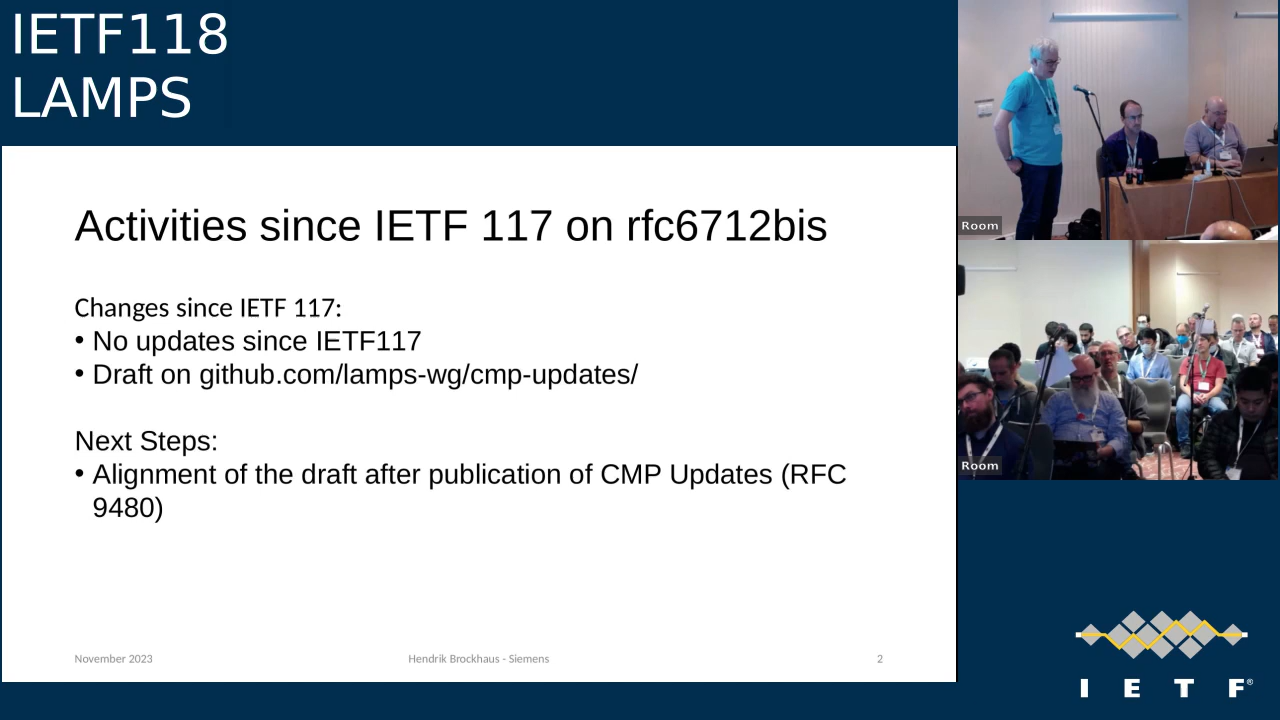 IETF118
LAMPS
Activities since IETF 117 on rfc6712bis
Changes since IETF 117:
• No updates since IETF117
• Draft on github.com/lamps-wg/cmp-updates/
Next Steps:
• Alignment of the draft after publication of CMP Updates (RFC
9480)
November 2023
Hendrik Brockhaus - Siemens
2
Room
Room
I E T F®